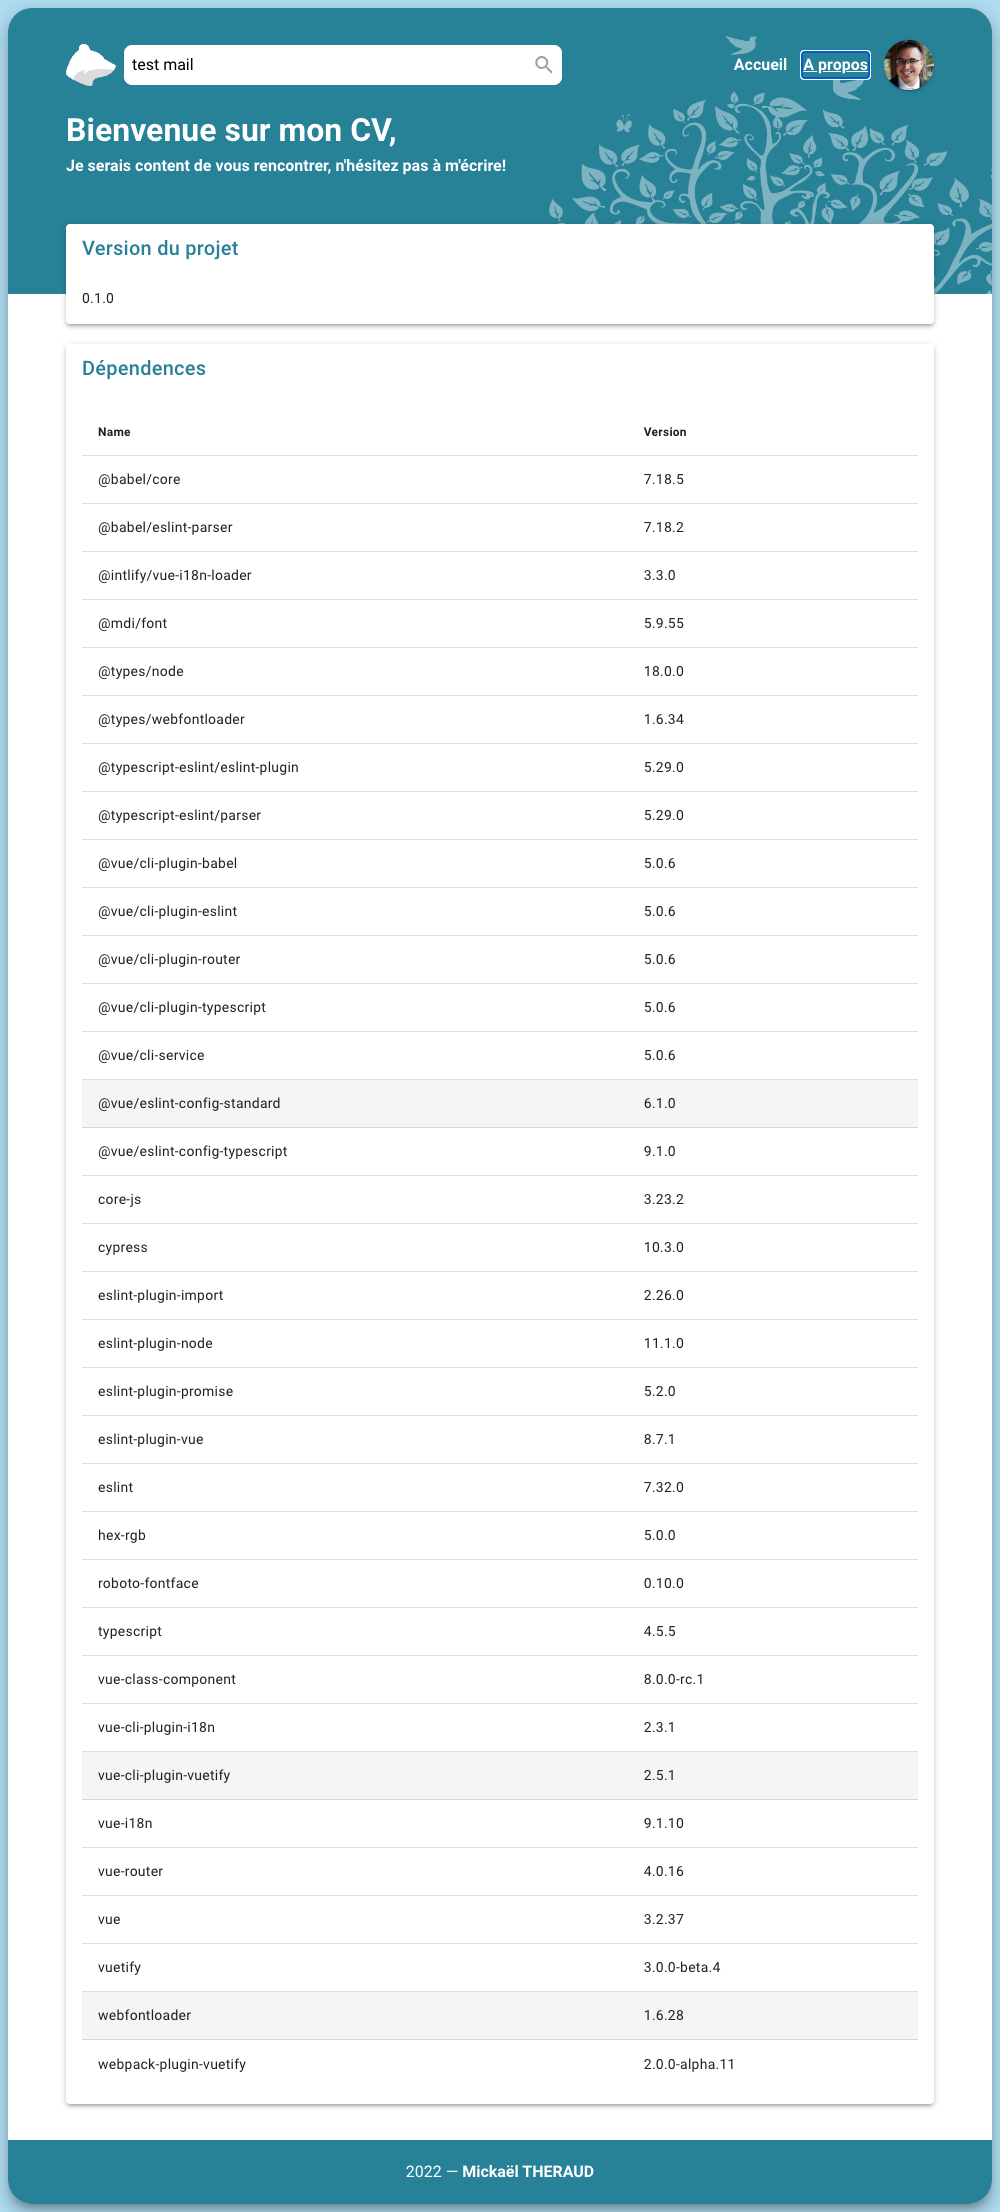 test mail
Accueil
A propos
Bienvenue sur mon CV,
Je serais content de vous rencontrer, n'hésitez pas à m'écrire!
Version du projet
0.1.0
Dépendences
Name Version
@babel/core 7.18.5
@babel/eslint-parser 7.18.2
@intlify/vue-i18n-loader 3.3.0
@mdi/font 5.9.55
@types/node 18.0.0
@types/webfontloader 1.6.34
@typescript-eslint/eslint-plugin 5.29.0
@typescript-eslint/parser 5.29.0
@vue/cli-plugin-babel 5.0.6
@vue/cli-plugin-eslint 5.0.6
@vue/cli-plugin-router 5.0.6
@vue/cli-plugin-typescript 5.0.6
@vue/cli-service 5.0.6
@vue/eslint-config-standard 6.1.0
@vue/eslint-config-typescript 9.1.0
core-js 3.23.2
cypress 10.3.0
eslint-plugin-import 2.26.0
eslint-plugin-node 11.1.0
eslint-plugin-promise 5.2.0
eslint-plugin-vue 8.7.1
eslint 7.32.0
hex-rgb 5.0.0
roboto-fontface 0.10.0
typescript 4.5.5
vue-class-component 8.0.0-rc.1
vue-cli-plugin-i18n 2.3.1
vue-cli-plugin-vuetify 2.5.1
vue-i18n 9.1.10
vue-router 4.0.16
vue 3.2.37
vuetify 3.0.0-beta.4
webfontloader 1.6.28
webpack-plugin-vuetify 2.0.0-alpha.11
2022 — Mickaël THERAUD